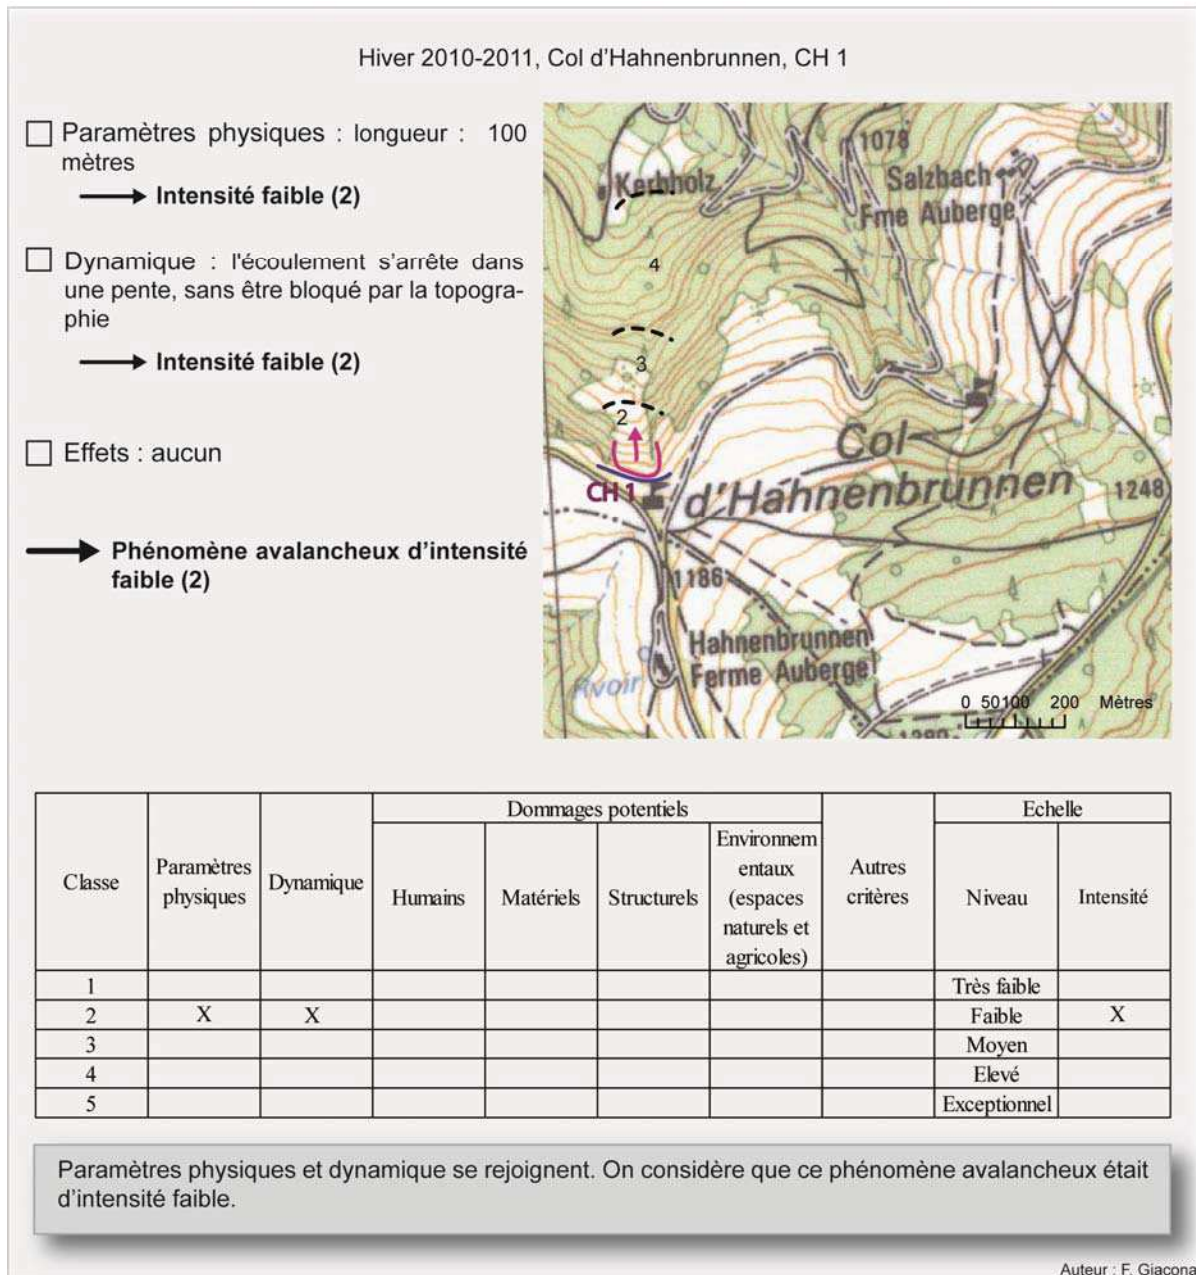 Hiver 2010-2011, Col d'Hahnenbrunnen, CH 1
Paramètres physiques : longueur : 100
mètres
Intensité faible (2)
Dynamique : l'écoulement s'arrête dans
une pente, sans être bloqué par la topogra-
phie
Intensité faible (2)
Effets : aucun
Phénomène avalancheux d'intensité
faible (2)
Kerbholz
1078
Salzbach
Fme Auberge
4
3
2
CH 1
Col
d'Hahnenbrunnen
1248
1186
Hahnenbrunnen
Ferme Auberge
0 50 100 200 Mètres
Classe
Paramètres
physiques
Dynamique
Dommages potentiels
Humains
Matériels
Structurels
Environnem
entaux
(espaces
naturels et
agricoles)
Autres
critères
Echelle
Niveau
Intensité
1 Très faible
2 X X Faible X
3 Moyen
4 Elevé
5 Exceptionnel
Paramètres physiques et dynamique se rejoignent. On considère que ce phénomène avalancheux était
d'intensité faible.
Auteur : F. Giacona